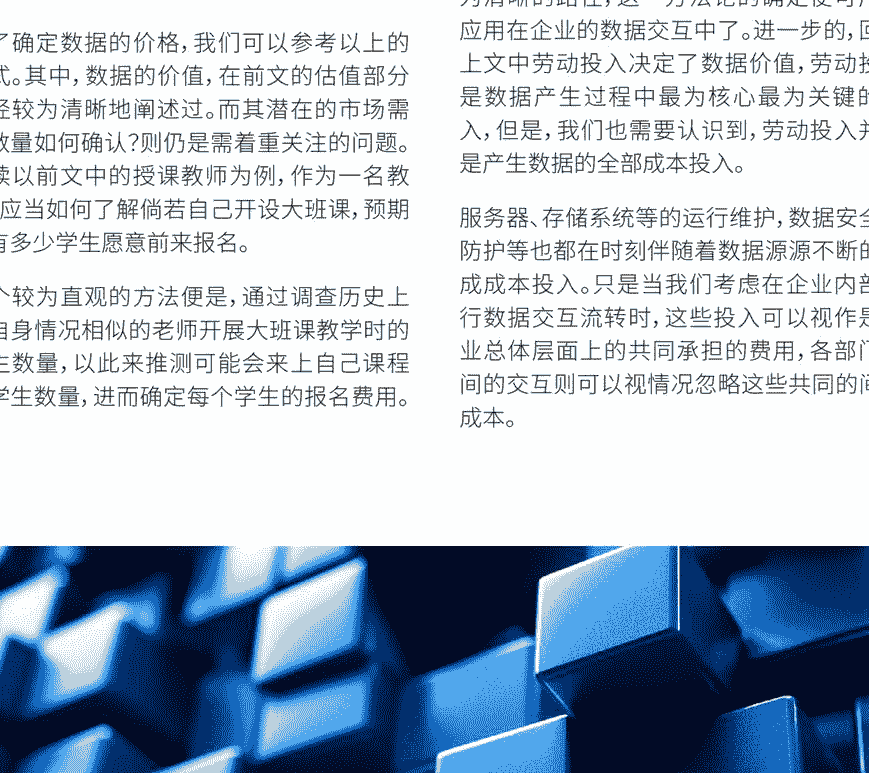 了确定数据的价格，我们可以参考以上的
式。其中，数据的价值，在前文的估值部分
经较为清晰地阐述过。而其潜在的市场需
数量如何确认？则仍是需着重关注的问题。
续以前文中的授课教师为例，作为一名教
应当如何了解倘若自己开设大班课，预期
有多少学生愿意前来报名。
个较为直观的方法便是，通过调查历史上
自身情况相似的老师开展大班课教学时的
生数量，以此来推测可能会来上自己课程
学生数量，进而确定每个学生的报名费用。
应用在企业的数据交互中了。进一步的，回
上文中劳动投入决定了数据价值，劳动投
是数据产生过程中最为核心最为关键的
入，但是，我们也需要认识到，劳动投入并
是产生数据的全部成本投入。
服务器、存储系统等的运行维护，数据安全
防护等也都在时刻伴随着数据源源不断的
成成本投入。只是当我们考虑在企业内部
行数据交互流转时，这些投入可以视作是
业总体层面上的共同承担的费用，各部门
间的交互则可以视情况忽略这些共同的间
成本。